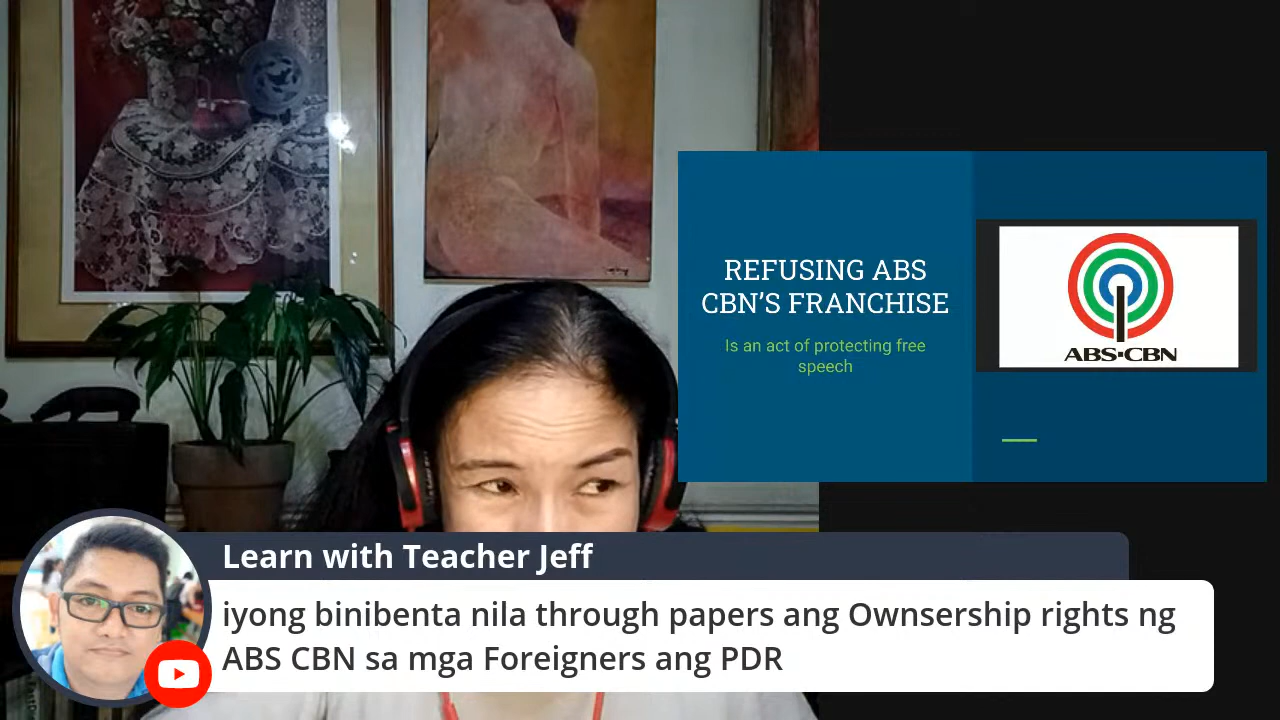 REFUSING ABS
CBN'S FRANCHISE
Is an act of protecting free
speech
ABS-CBN
Learn with Teacher Jeff
iyong binibenta nila through papers ang Ownsership rights ng
ABS CBN sa mga Foreigners ang PDR